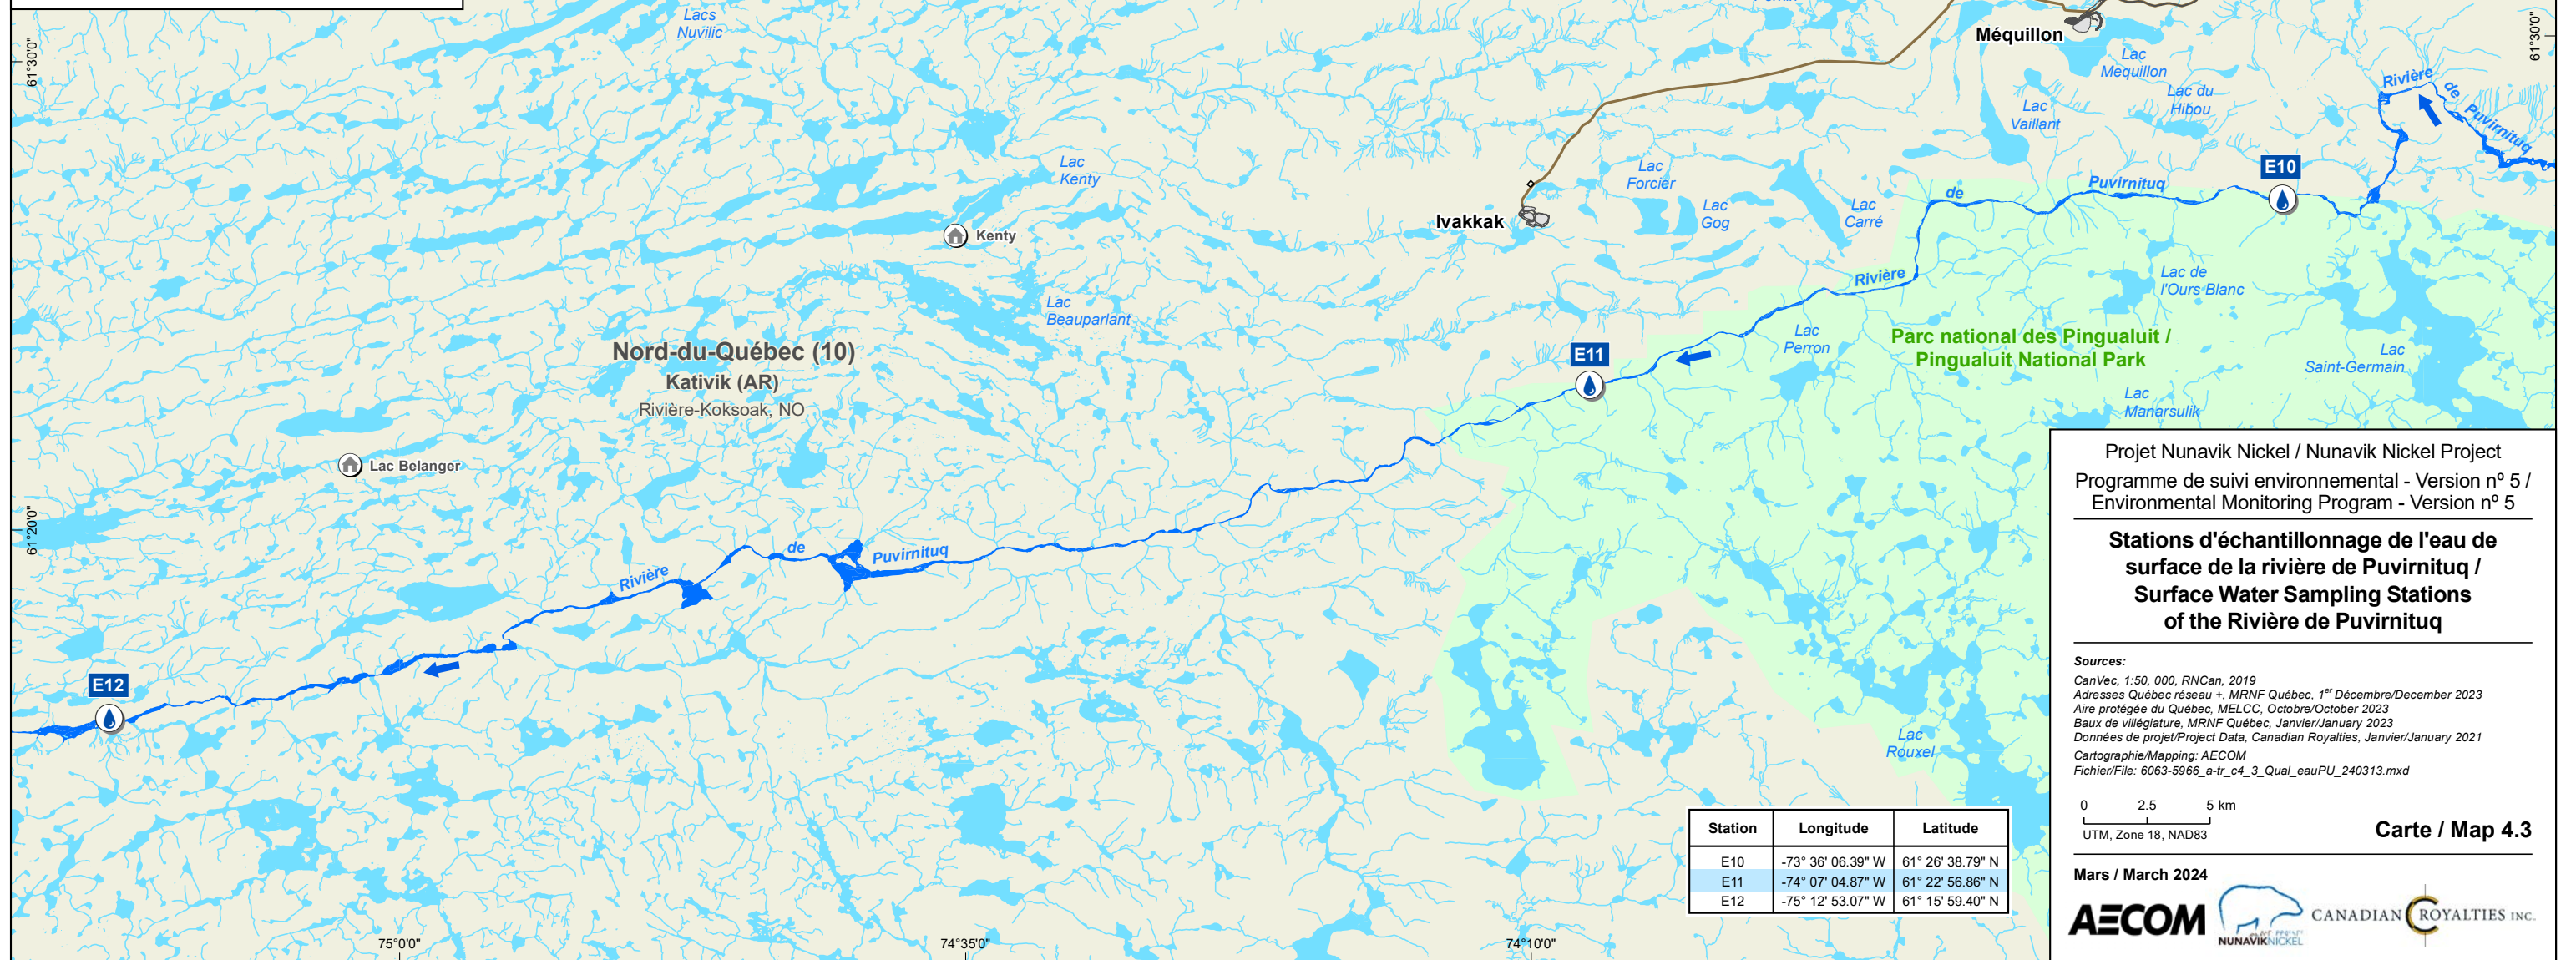 Lacs
Nuvilic
61°30'0"
Méquillon
Lac
Mequillon
61°30'0"
Rivière
de
Puvirnituq
Lac du
Hibou
Lac
Vaillant
E10
Lac
Kenty
Lac
Forcier
Lac
Gog
Lac
Carré
de
Puvirnituq
Ivakkak
Kenty
Rivière
Lac de
l'Ours Blanc
Lac
Beauparlant
Parc national des Pingualuit /
Pingualuit National Park
Lac
Perron
Lac
Saint-Germain
Nord-du-Québec (10)
Kativik (AR)
Rivière-Koksoak, NO
E11
Lac
Manarsulik
Lac Belanger
61°20'0"
Rivière
de
Puvirnituq
E12
Lac
Rouxel
Station Longitude Latitude
E10 -73° 36' 06.39" W 61° 26' 38.79" N
E11 -74° 07' 04.87" W 61° 22' 56.86" N
E12 -75° 12' 53.07" W 61° 15' 59.40" N
75°0'0"
74°35'0"
74°10'0"
Projet Nunavik Nickel / Nunavik Nickel Project
Programme de suivi environnemental - Version nº 5 /
Environmental Monitoring Program - Version nº 5
Stations d'échantillonnage de l'eau de
surface de la rivière de Puvirnituq /
Surface Water Sampling Stations
of the Rivière de Puvirnituq
Sources:
CanVec, 1:50, 000, RNCan, 2019
Adresses Québec réseau +, MRNF Québec, 1er Décembre/December 2023
Aire protégée du Québec, MELCC, Octobre/October 2023
Baux de villégiature, MRNF Québec, Janvier/January 2023
Données de projet/Project Data, Canadian Royalties, Janvier/January 2021
Cartographie/Mapping: AECOM
Fichier/File: 6063-5966_a-tr_c4_3_Qual_eauPU_240313.mxd
0 2.5 5 km
UTM, Zone 18, NAD83
Carte / Map 4.3
Mars / March 2024
AECOM
NUNAVIKNICKEL
CANADIAN ROYALTIES INC.